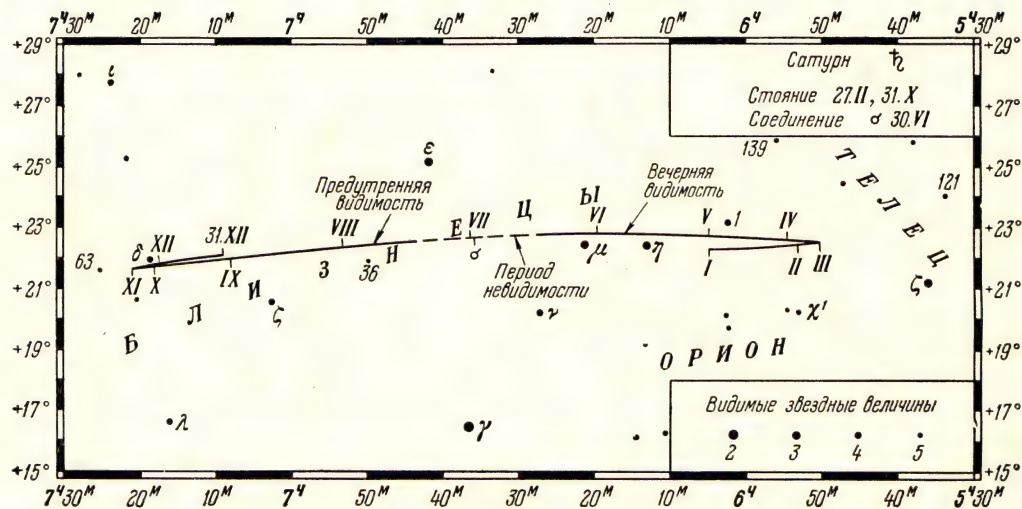 7ч30м 20м 10м 7ч 50м 40м 30м 20м 10м 6ч 50м 40м 5ч30м
+29° +29°
Сатурн ♄
ι
+27° Стояние 27.II, 31.X +27°
Соединение ☌ 30.VI
139
+25° ε +25°
ТЕЛЕЦ
121
Предутренняя видимость
Вечерняя видимость
+23° VIII VII VI V 1 IV +23°
БЛИЗНЕЦЫ
δ XII 31.XII
63 36 ☌ μ η
XI X IX I II III
Период невидимости
+21° ζ ζ +21°
ν χ¹
+19° ОРИОН +19°
+17° λ γ +17°
Видимые звездные величины
2 3 4 5
+15° +15°
7ч30м 20м 10м 7ч 50м 40м 30м 20м 10м 6ч 50м 40м 5ч30м